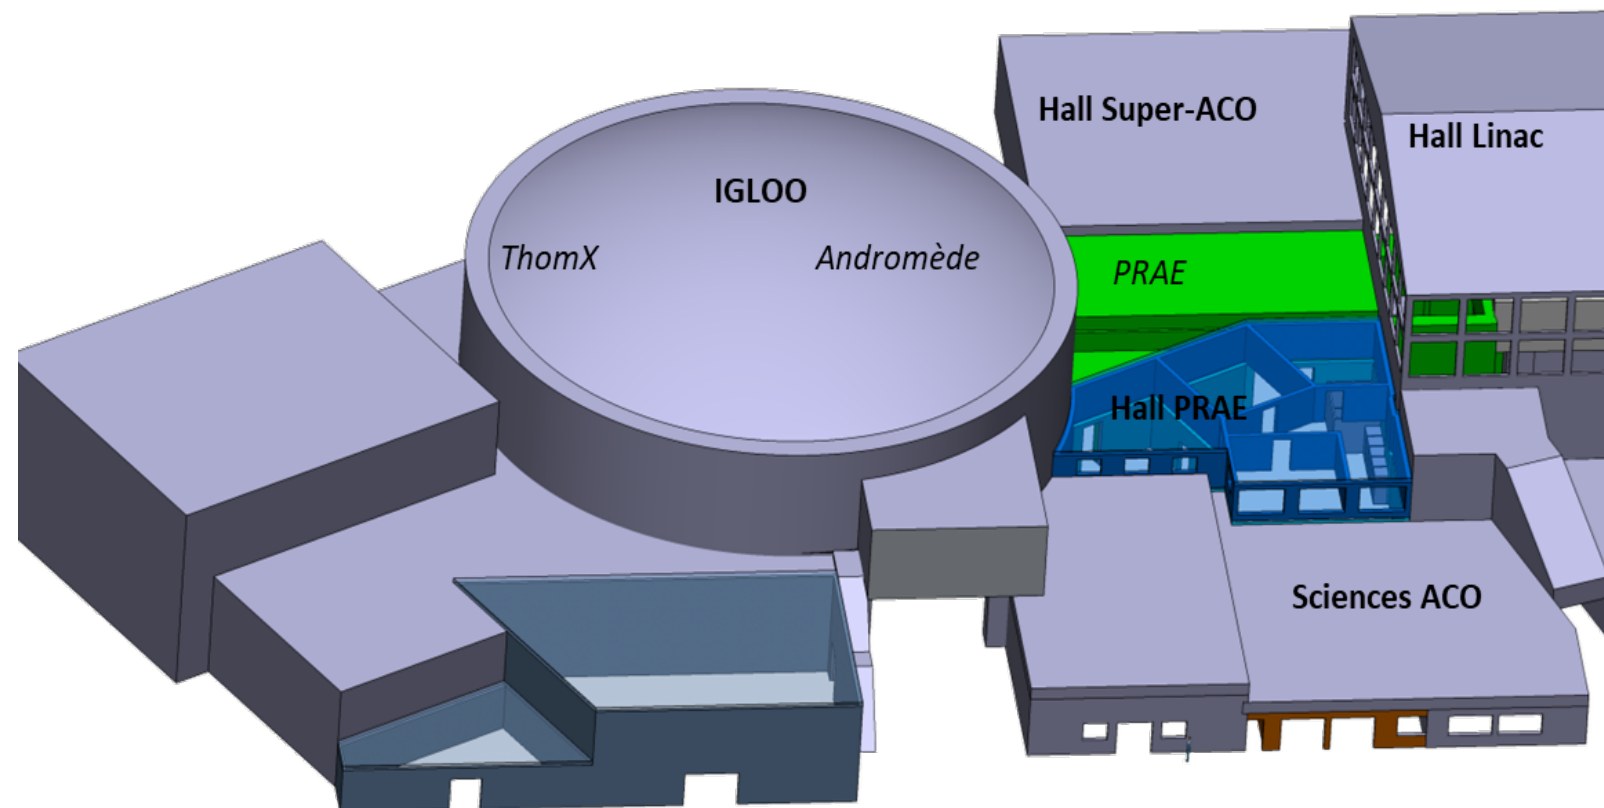 Hall Super-ACO
Hall Linac
IGLOO
ThomX
Andromède
PRAE
Hall PRAE
Sciences ACO